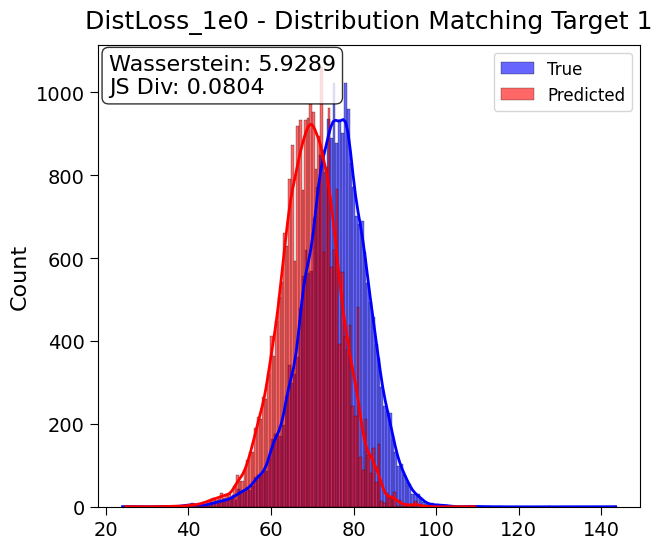 DistLoss_1e0 - Distribution Matching Target 1
Wasserstein: 5.9289
JS Div: 0.0804
True
Predicted
Count
1000
800
600
400
200
0
20 40 60 80 100 120 140